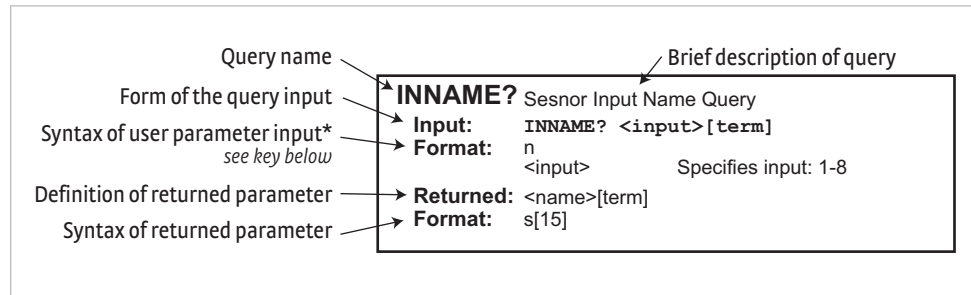 Query name
Brief description of query
INNAME? Sesnor Input Name Query
Form of the query input
Input: INNAME? <input>[term]
Syntax of user parameter input*
see key below
Format: n
<input> Specifies input: 1-8
Definition of returned parameter
Returned: <name>[term]
Syntax of returned parameter
Format: s[15]